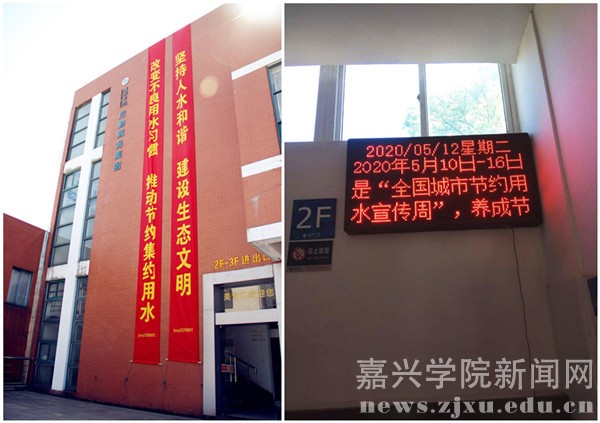 坚持人水和谐 建设生态文明
改变不良用水习惯 推动节约集约用水
2F-3F进出口
2020/05/12星期二
2020年5月10日-16日
是“全国城市节约用
水宣传周”，养成节
2F
禁止吸烟
嘉兴学院新闻网
news.zjxu.edu.cn